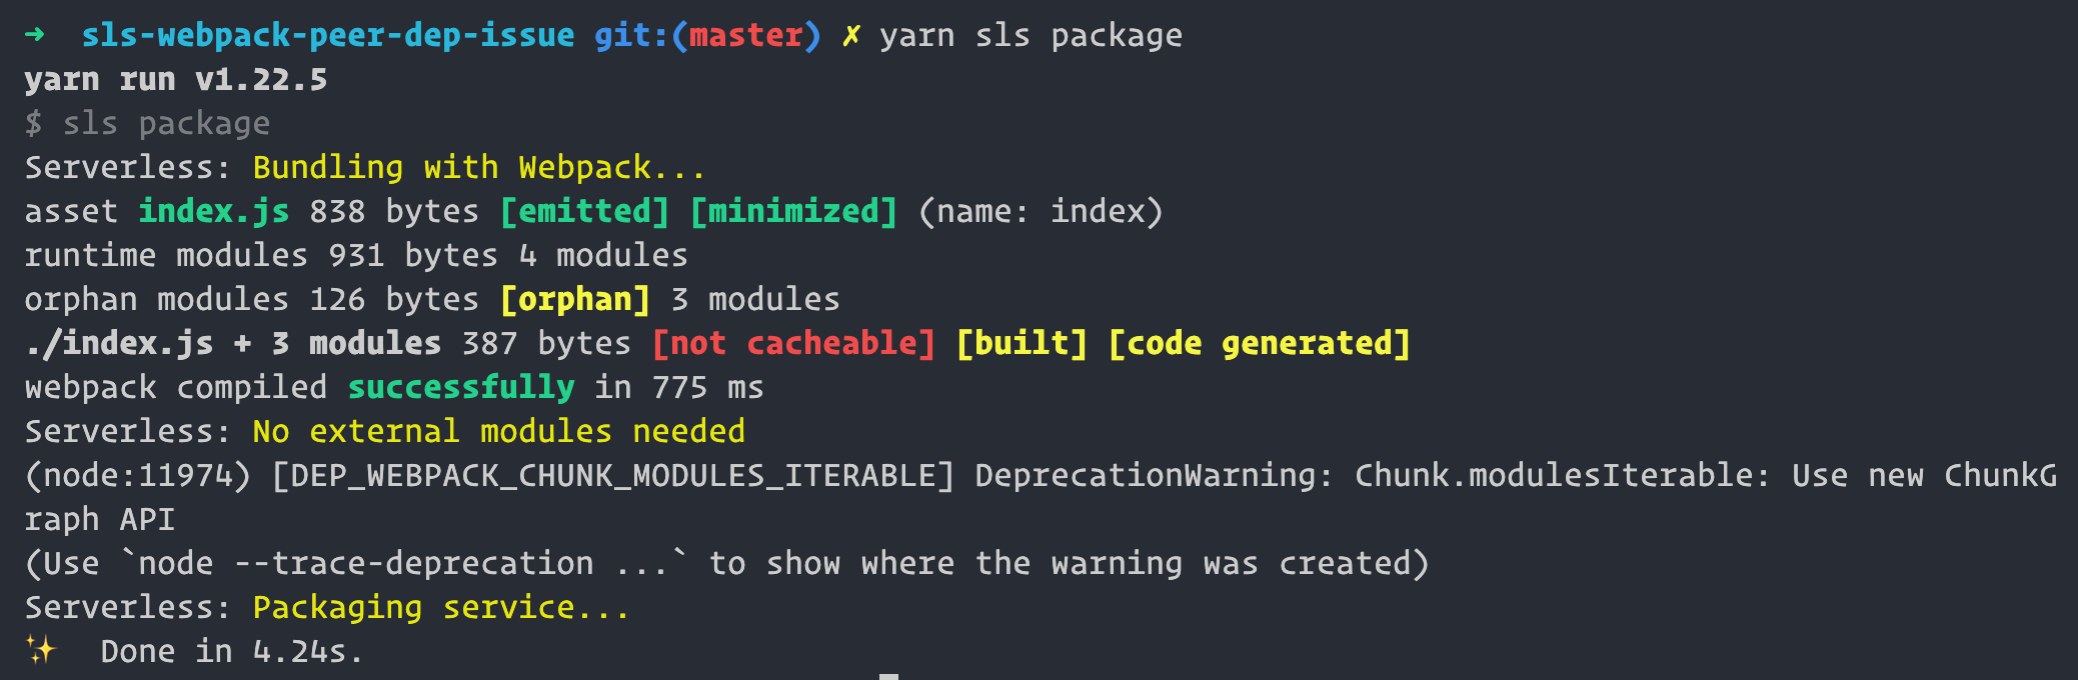 ➜  sls-webpack-peer-dep-issue git:(master) ✗ yarn sls package
yarn run v1.22.5
$ sls package
Serverless: Bundling with Webpack...
asset index.js 838 bytes [emitted] [minimized] (name: index)
runtime modules 931 bytes 4 modules
orphan modules 126 bytes [orphan] 3 modules
./index.js + 3 modules 387 bytes [not cacheable] [built] [code generated]
webpack compiled successfully in 775 ms
Serverless: No external modules needed
(node:11974) [DEP_WEBPACK_CHUNK_MODULES_ITERABLE] DeprecationWarning: Chunk.modulesIterable: Use new ChunkG
raph API
(Use `node --trace-deprecation ...` to show where the warning was created)
Serverless: Packaging service...
✨  Done in 4.24s.